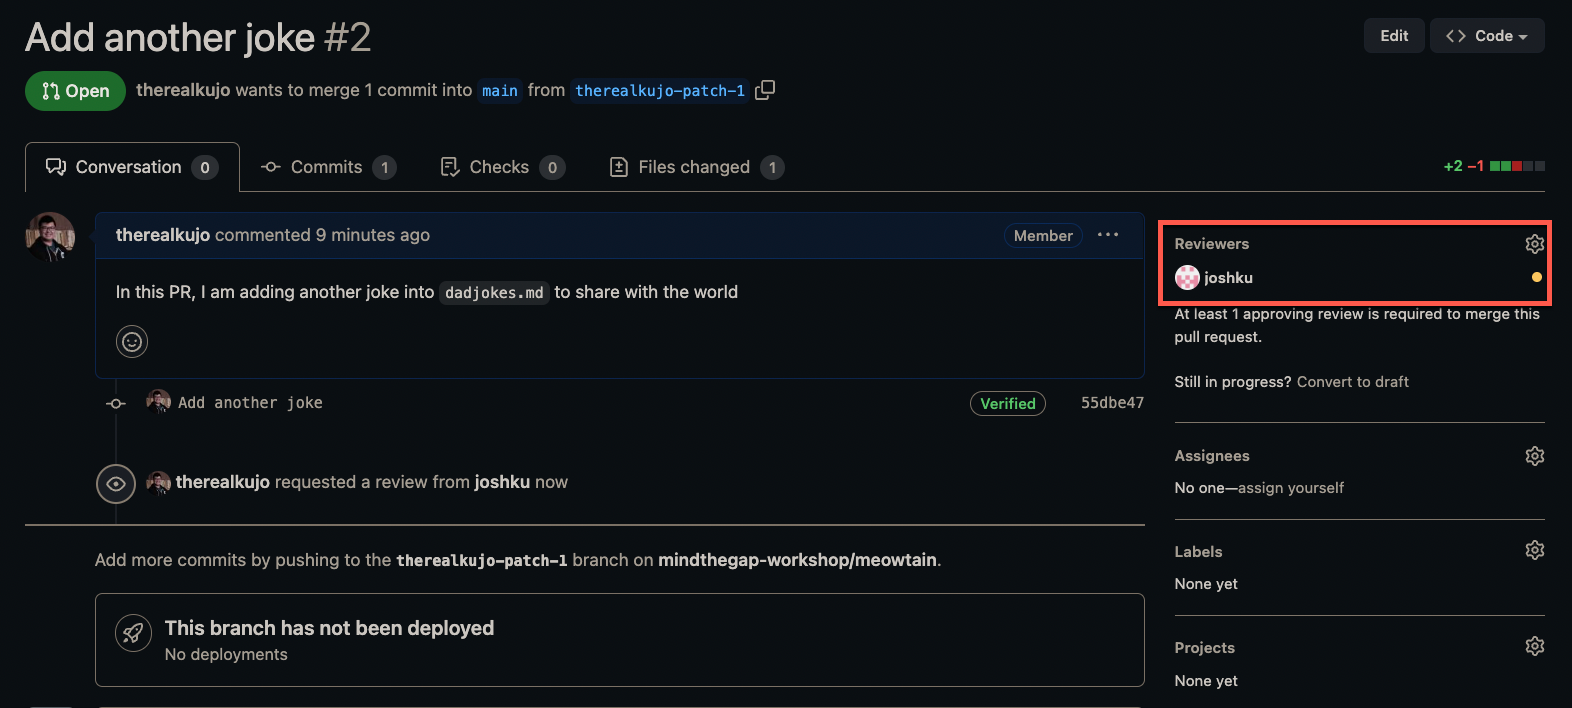 Add another joke #2
Edit
Code
Open
therealkujo wants to merge 1 commit into main from therealkujo-patch-1
Conversation 0
Commits 1
Checks 0
Files changed 1
+2 −1
therealkujo commented 9 minutes ago
Member
In this PR, I am adding another joke into dadjokes.md to share with the world
Add another joke
Verified
55dbe47
therealkujo requested a review from joshku now
Add more commits by pushing to the therealkujo-patch-1 branch on mindthegap-workshop/meowtain.
This branch has not been deployed
No deployments
Reviewers
joshku
At least 1 approving review is required to merge this
pull request.
Still in progress? Convert to draft
Assignees
No one—assign yourself
Labels
None yet
Projects
None yet